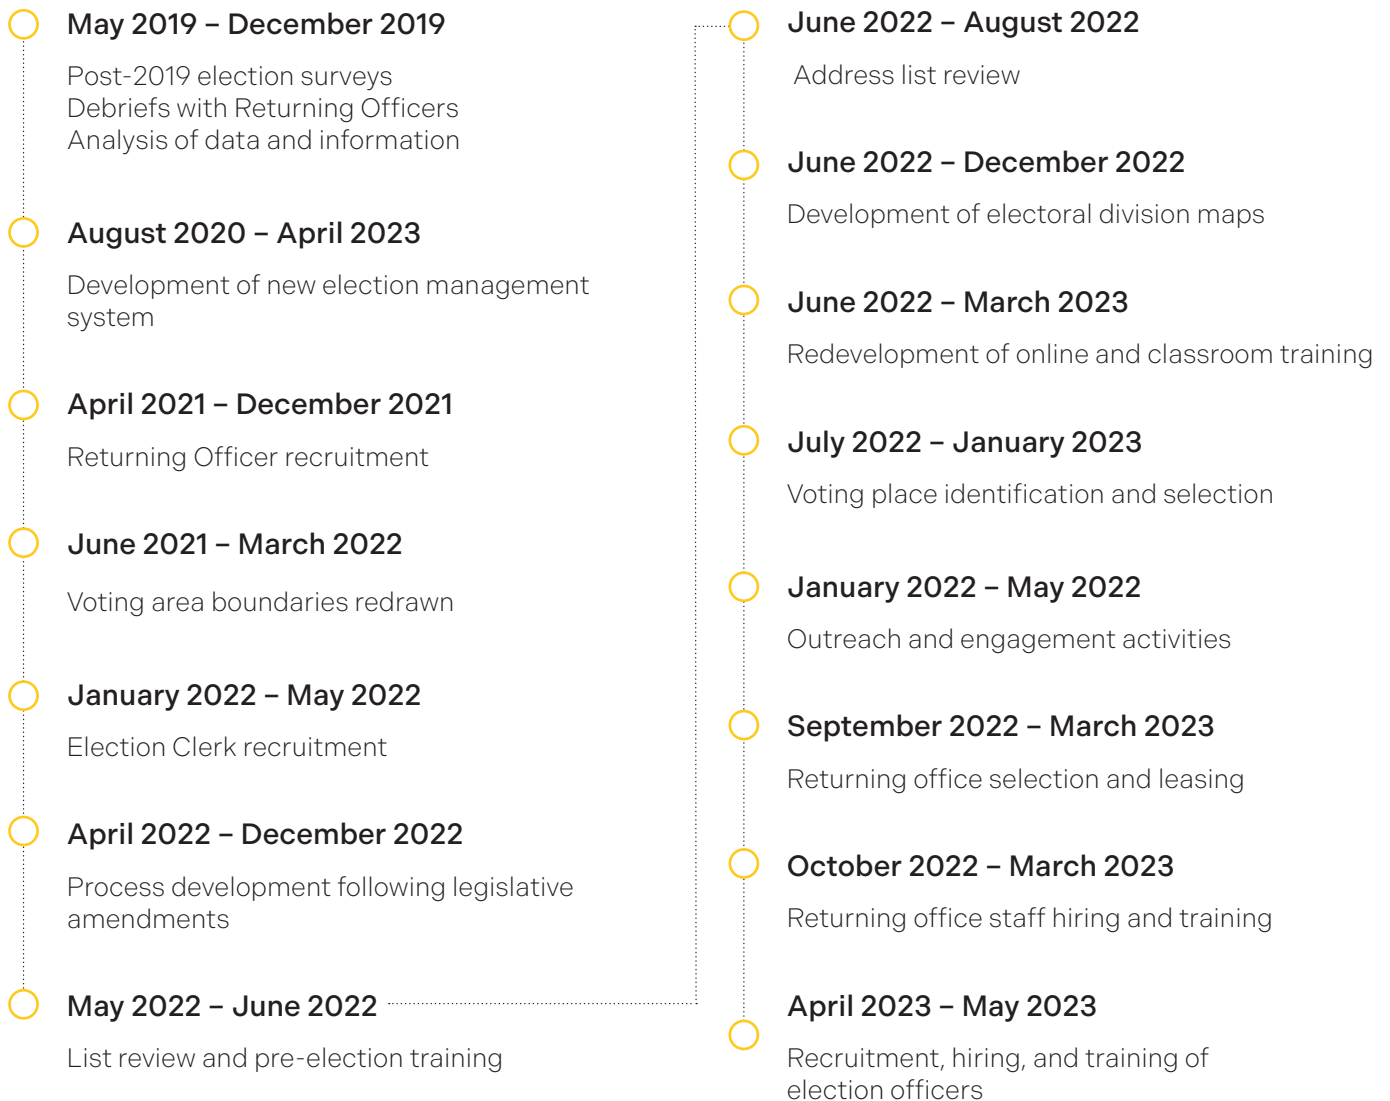 May 2019 – December 2019
Post-2019 election surveys
Debriefs with Returning Officers
Analysis of data and information
August 2020 – April 2023
Development of new election management
system
April 2021 – December 2021
Returning Officer recruitment
June 2021 – March 2022
Voting area boundaries redrawn
January 2022 – May 2022
Election Clerk recruitment
April 2022 – December 2022
Process development following legislative
amendments
May 2022 – June 2022
List review and pre-election training
June 2022 – August 2022
Address list review
June 2022 – December 2022
Development of electoral division maps
June 2022 – March 2023
Redevelopment of online and classroom training
July 2022 – January 2023
Voting place identification and selection
January 2022 – May 2022
Outreach and engagement activities
September 2022 – March 2023
Returning office selection and leasing
October 2022 – March 2023
Returning office staff hiring and training
April 2023 – May 2023
Recruitment, hiring, and training of
election officers